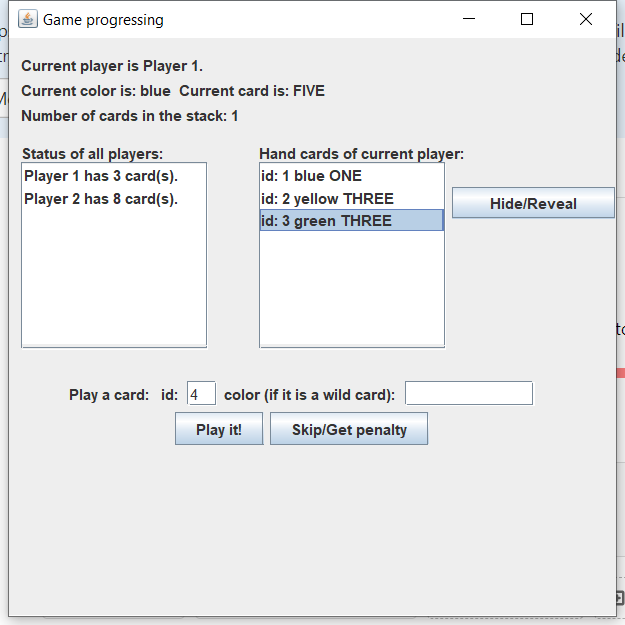 Game progressing
Current player is Player 1.
Current color is: blue  Current card is: FIVE
Number of cards in the stack: 1
Status of all players:
Player 1 has 3 card(s).
Player 2 has 8 card(s).
Hand cards of current player:
id: 1 blue ONE
id: 2 yellow THREE
id: 3 green THREE
Hide/Reveal
Play a card:  id: 4  color (if it is a wild card):
Play it!  Skip/Get penalty